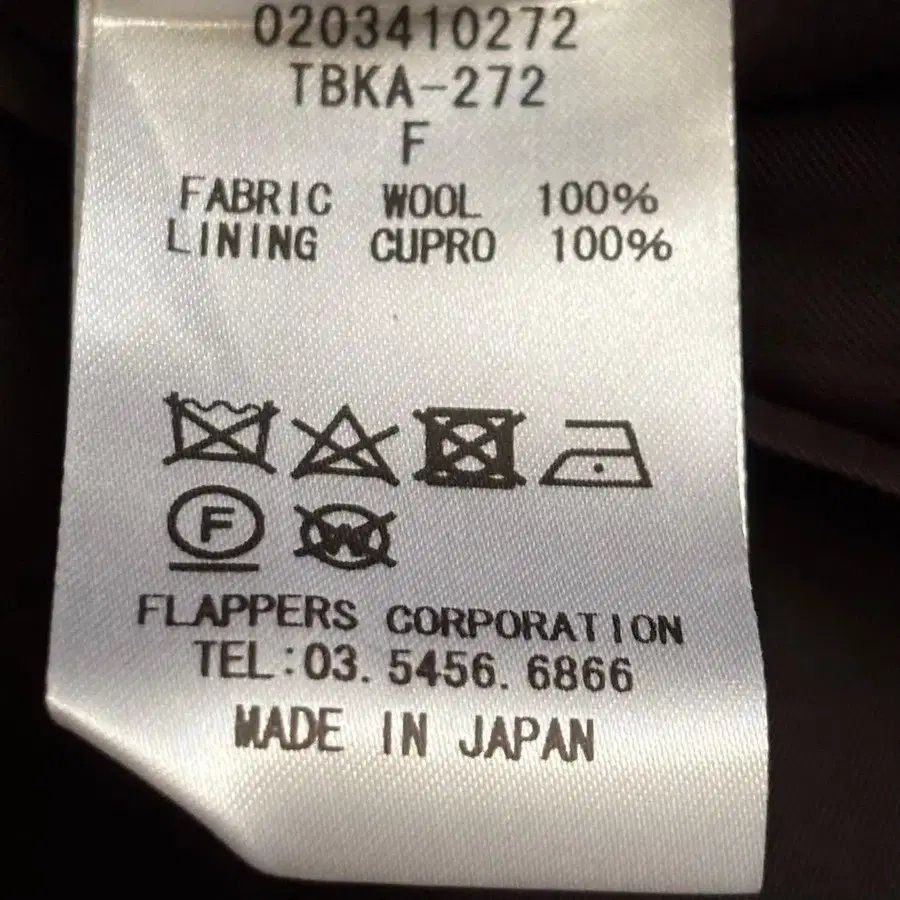 0203410272
TBKA-272
F
FABRIC WOOL 100%
LINING CUPRO 100%
F W
FLAPPERS CORPORATION
TEL:03. 5456. 6866
MADE IN JAPAN